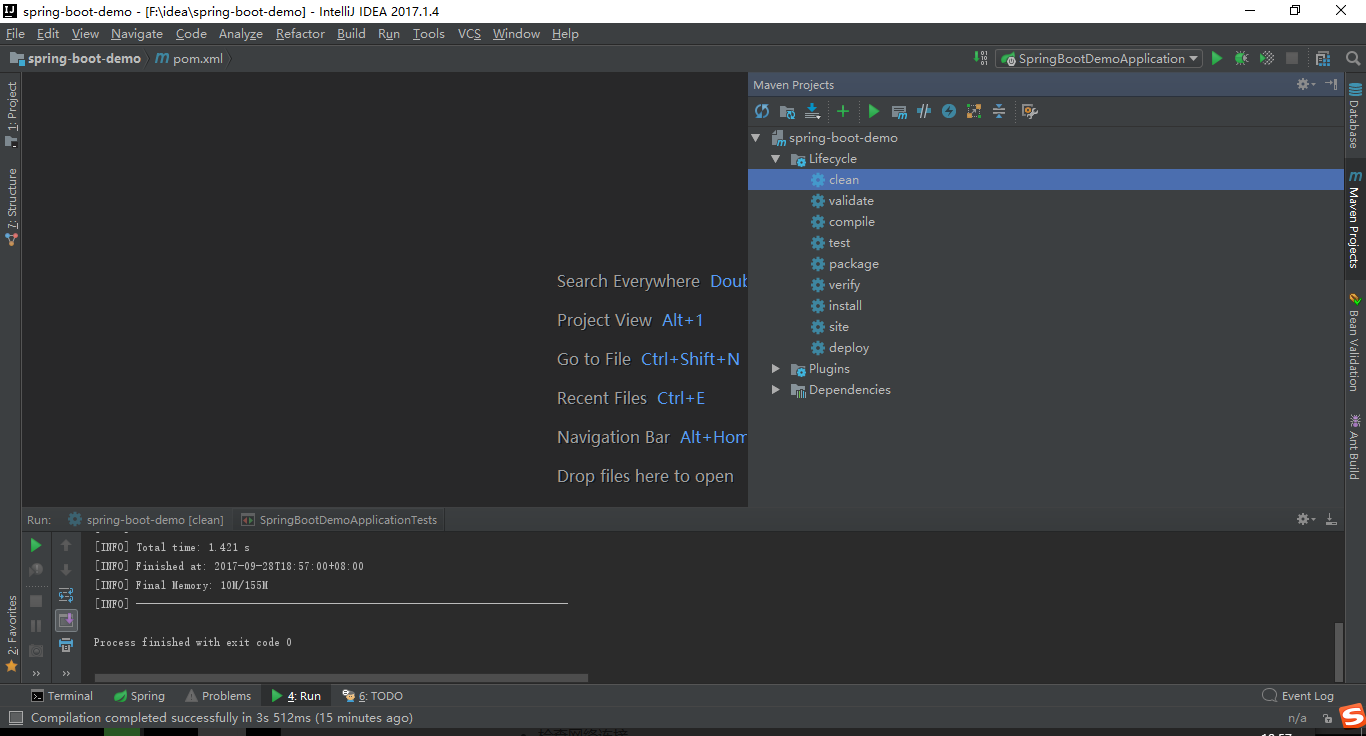 spring-boot-demo - [F:\idea\spring-boot-demo] - IntelliJ IDEA 2017.1.4
File Edit View Navigate Code Analyze Refactor Build Run Tools VCS Window Help
spring-boot-demo pom.xml SpringBootDemoApplication
1: Project
7: Structure
2: Favorites
Search Everywhere Doub
Project View Alt+1
Go to File Ctrl+Shift+N
Recent Files Ctrl+E
Navigation Bar Alt+Hom
Drop files here to open
Maven Projects
spring-boot-demo
Lifecycle
clean
validate
compile
test
package
verify
install
site
deploy
Plugins
Dependencies
Database
Maven Projects
Bean Validation
Ant Build
Run: spring-boot-demo [clean] SpringBootDemoApplicationTests
[INFO] Total time: 1.421 s
[INFO] Finished at: 2017-09-28T18:57:00+08:00
[INFO] Final Memory: 10M/155M
[INFO] ------------------------------------------------------------------------
Process finished with exit code 0
Terminal Spring Problems 4: Run 6: TODO Event Log
Compilation completed successfully in 3s 512ms (15 minutes ago) n/a